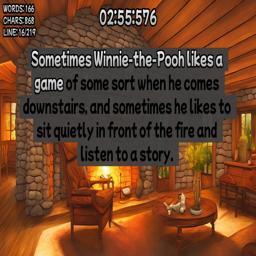 WORDS:166
CHARS:868
LINE:16/219
02:55:576
Sometimes Winnie-the-Pooh likes a
game of some sort when he comes
downstairs, and sometimes he likes to
sit quietly in front of the fire and
listen to a story.